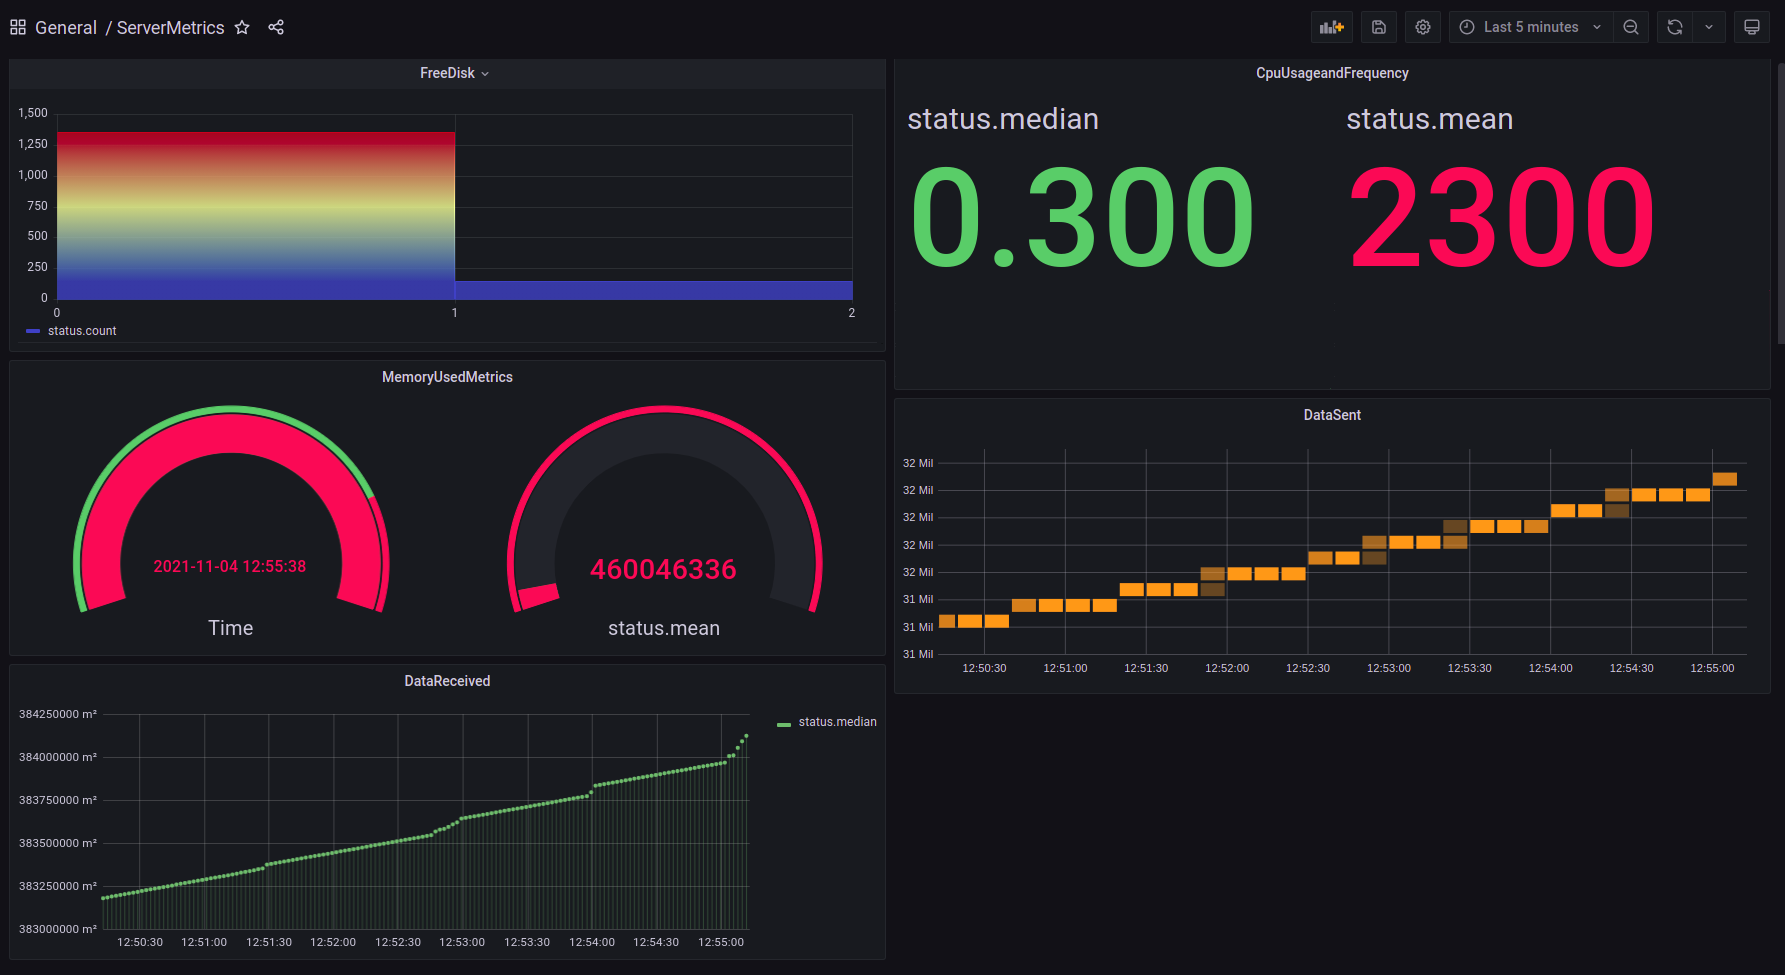 General / ServerMetrics
Last 5 minutes
FreeDisk
1,500
1,250
1,000
750
500
250
0
0 1 2
status.count
CpuUsageandFrequency
status.median status.mean
0.300 2300
MemoryUsedMetrics
2021-11-04 12:55:38
Time
460046336
status.mean
DataSent
32 Mil
32 Mil
32 Mil
32 Mil
32 Mil
31 Mil
31 Mil
31 Mil
12:50:30 12:51:00 12:51:30 12:52:00 12:52:30 12:53:00 12:53:30 12:54:00 12:54:30 12:55:00
DataReceived
384250000 m²
384000000 m²
383750000 m²
383500000 m²
383250000 m²
383000000 m²
12:50:30 12:51:00 12:51:30 12:52:00 12:52:30 12:53:00 12:53:30 12:54:00 12:54:30 12:55:00
status.median